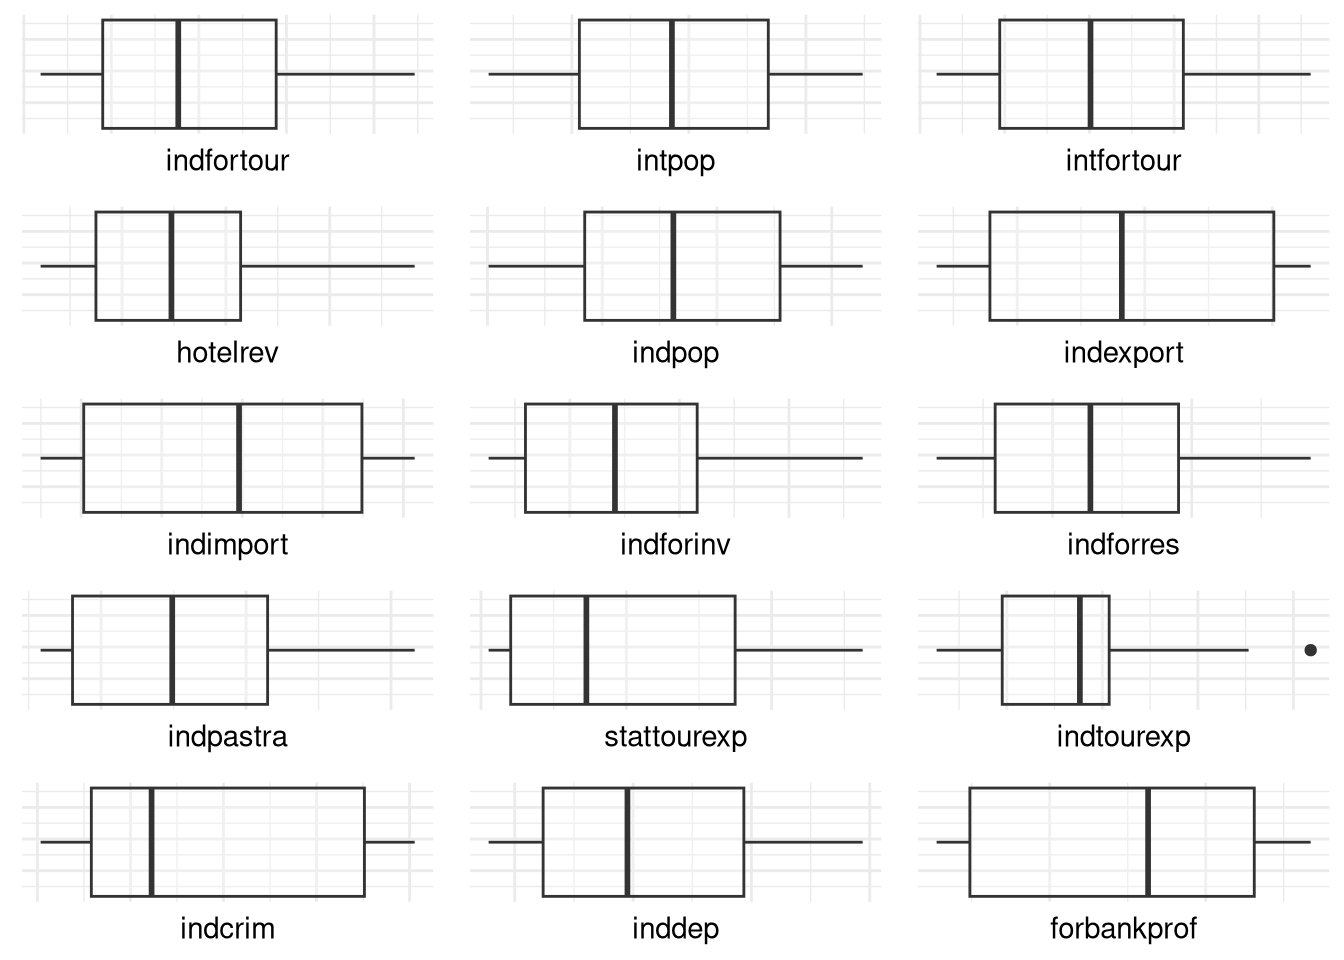 indfortour
intpop
intfortour
hotelrev
indpop
indexport
indimport
indforinv
indforres
indpastra
stattourexp
indtourexp
indcrim
inddep
forbankprof